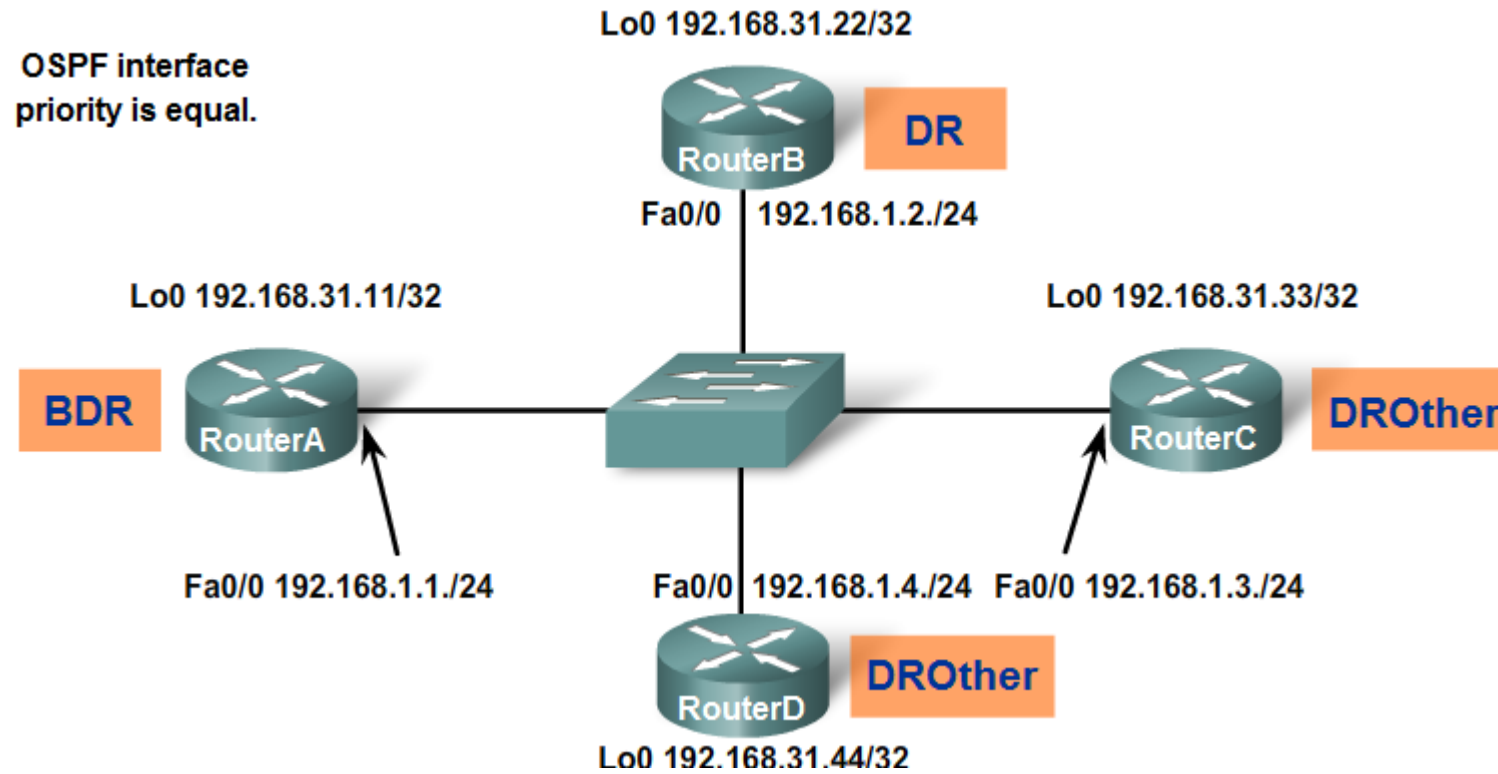 Lo0 192.168.31.22/32
OSPF interface
priority is equal.
RouterB
DR
Fa0/0 192.168.1.2./24
Lo0 192.168.31.11/32
Lo0 192.168.31.33/32
BDR
RouterA
RouterC
DROther
Fa0/0 192.168.1.1./24
Fa0/0 192.168.1.4./24
Fa0/0 192.168.1.3./24
RouterD
DROther
Lo0 192.168.31.44/32